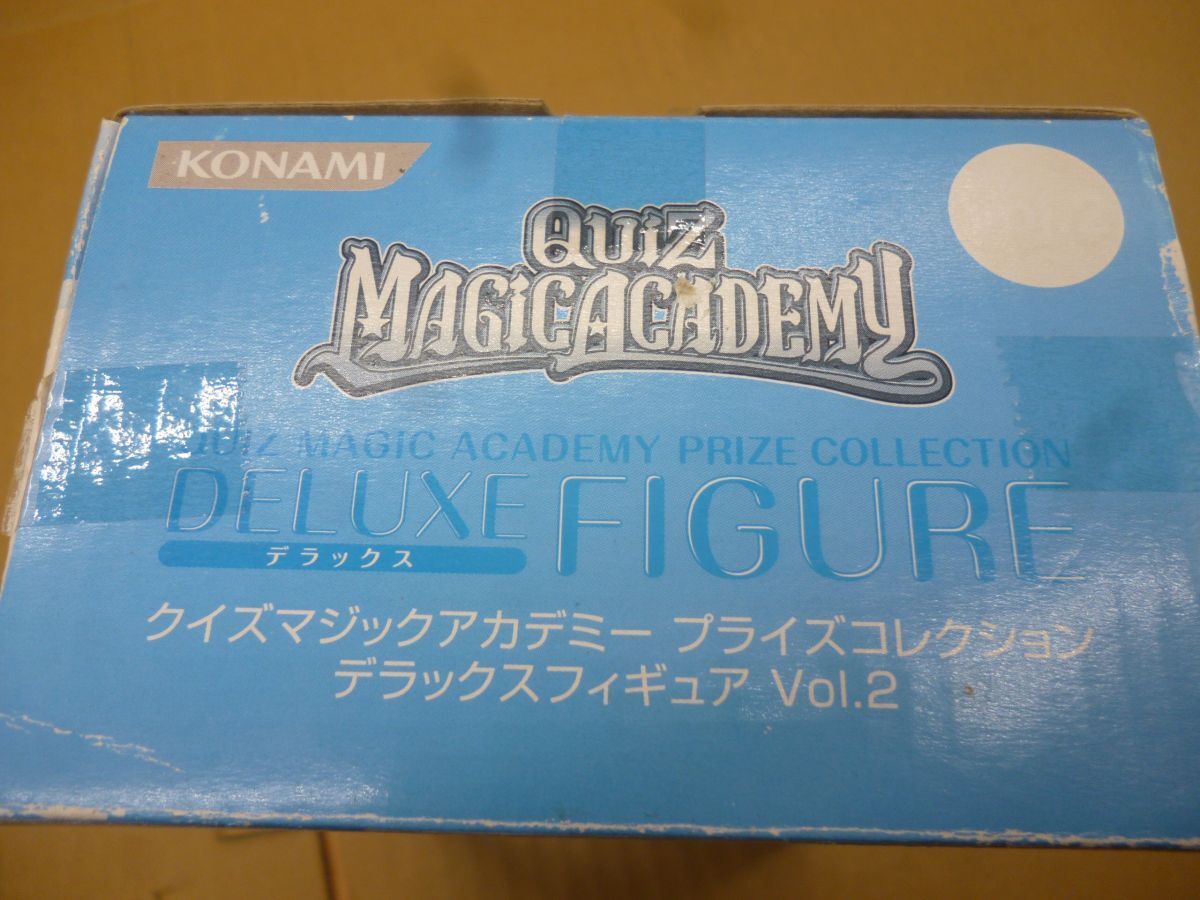 KONAMI
QUiZ
MAGiC ACADEMY
QUIZ MAGIC ACADEMY PRIZE COLLECTION
DELUXE FIGURE
デラックス
クイズマジックアカデミー プライズコレクション
デラックスフィギュア Vol.2